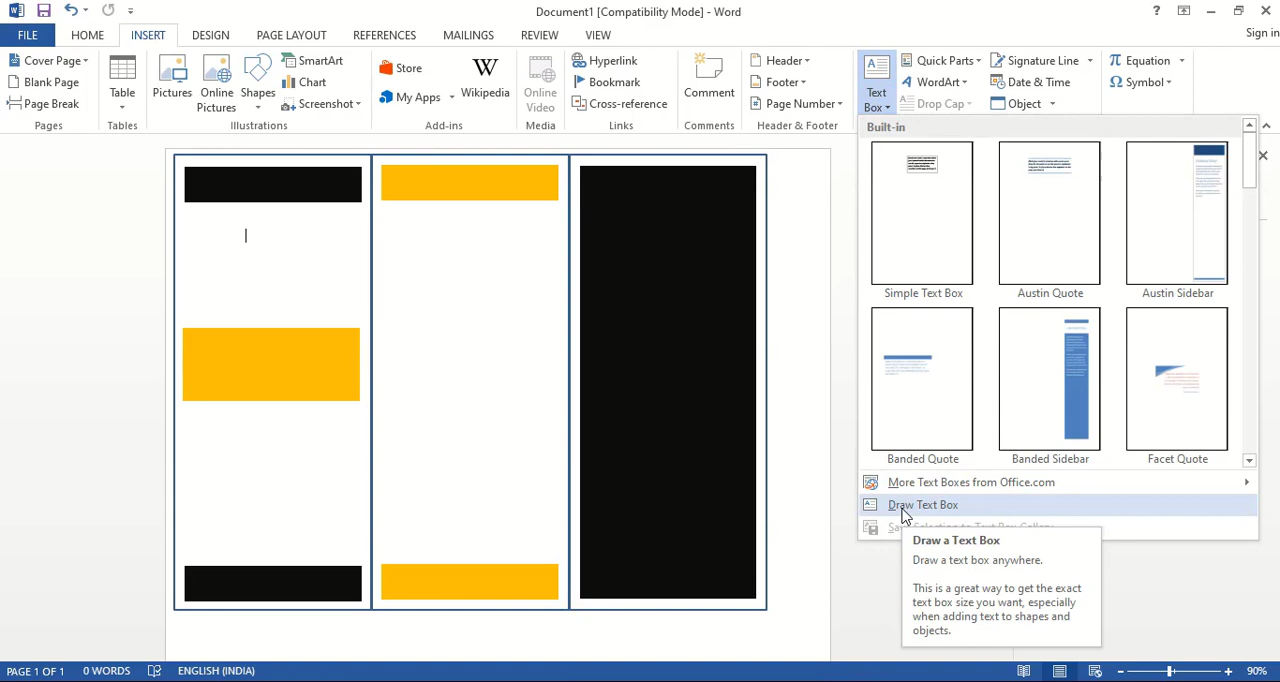 Document1 [Compatibility Mode] - Word
?
FILE HOME INSERT DESIGN PAGE LAYOUT REFERENCES MAILINGS REVIEW VIEW
Sign in
Cover Page
Blank Page
Page Break
Pages
Table
Tables
Pictures
Online
Pictures
Shapes
SmartArt
Chart
Screenshot
Illustrations
Store
My Apps
W
Wikipedia
Add-ins
Online
Video
Media
Hyperlink
Bookmark
Cross-reference
Links
Comment
Comments
Header
Footer
Page Number
Header & Footer
Text
Box
Quick Parts
WordArt
Drop Cap
Signature Line
Date & Time
Object
Equation
Symbol
Built-in
Simple Text Box
Austin Quote
Austin Sidebar
Banded Quote
Banded Sidebar
Facet Quote
More Text Boxes from Office.com
Draw Text Box
Save Selection to Text Box Gallery
Draw a Text Box
Draw a text box anywhere.
This is a great way to get the exact
text box size you want, especially
when adding text to shapes and
objects.
PAGE 1 OF 1 0 WORDS ENGLISH (INDIA)
90%